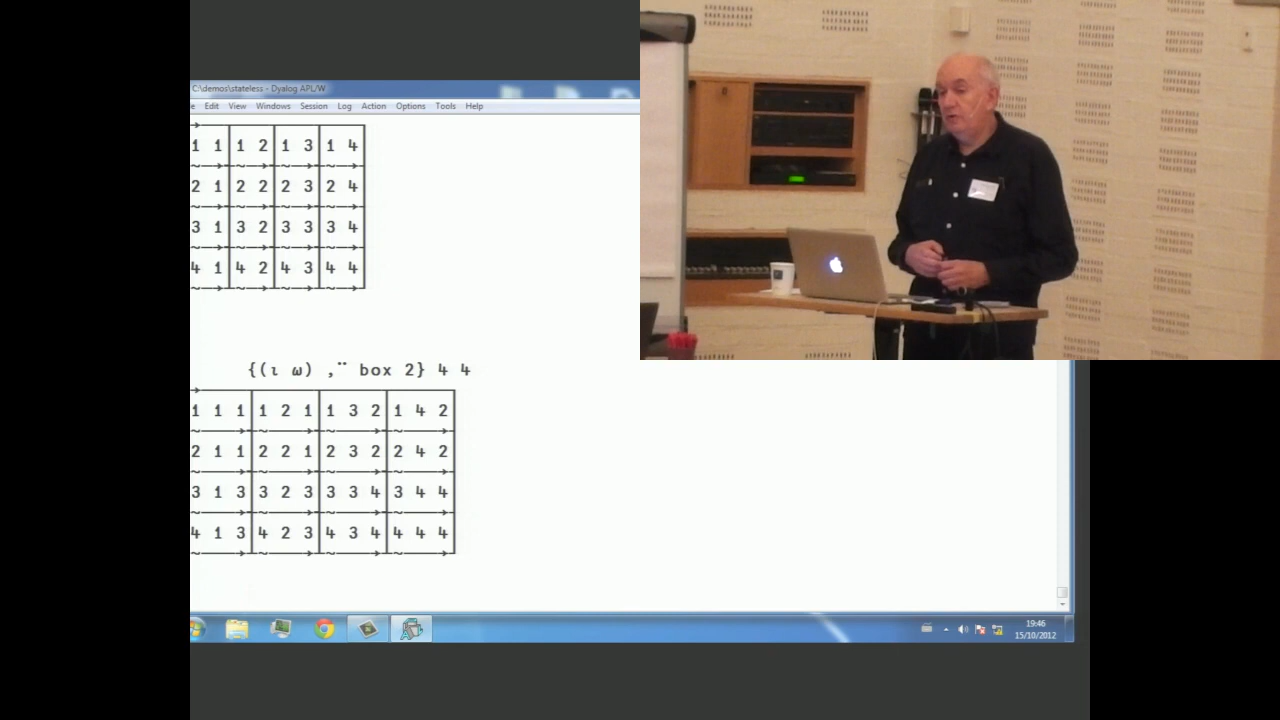 C:\demos\stateless - Dyalog APL/W
e Edit View Windows Session Log Action Options Tools Help
1 1 1 2 1 3 1 4
2 1 2 2 2 3 2 4
3 1 3 2 3 3 3 4
4 1 4 2 4 3 4 4
{(⍳ ⍵) ,¨ box 2} 4 4
1 1 1 1 2 1 1 3 2 1 4 2
2 1 1 2 2 1 2 3 2 2 4 2
3 1 3 3 2 3 3 3 4 3 4 4
4 1 3 4 2 3 4 3 4 4 4 4
19:46
15/10/2012